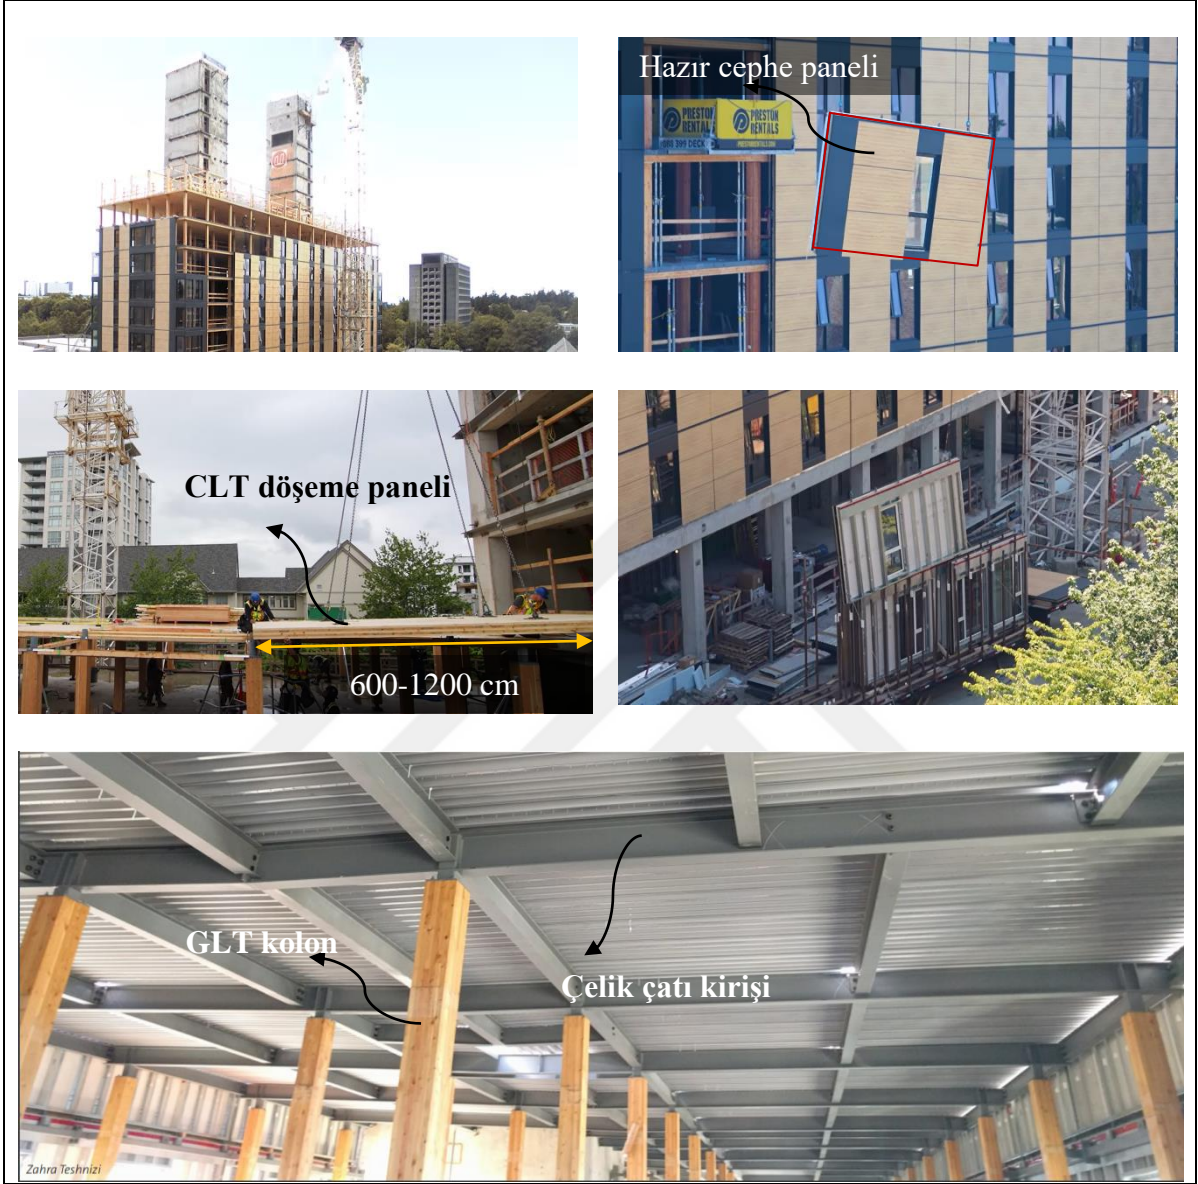 Hazır cephe paneli
PRESTON
RENTAL
PRESTON
RENTALS
CLT döşeme paneli
600-1200 cm
GLT kolon
Çelik çatı kirişi
Zahra Teshnizi